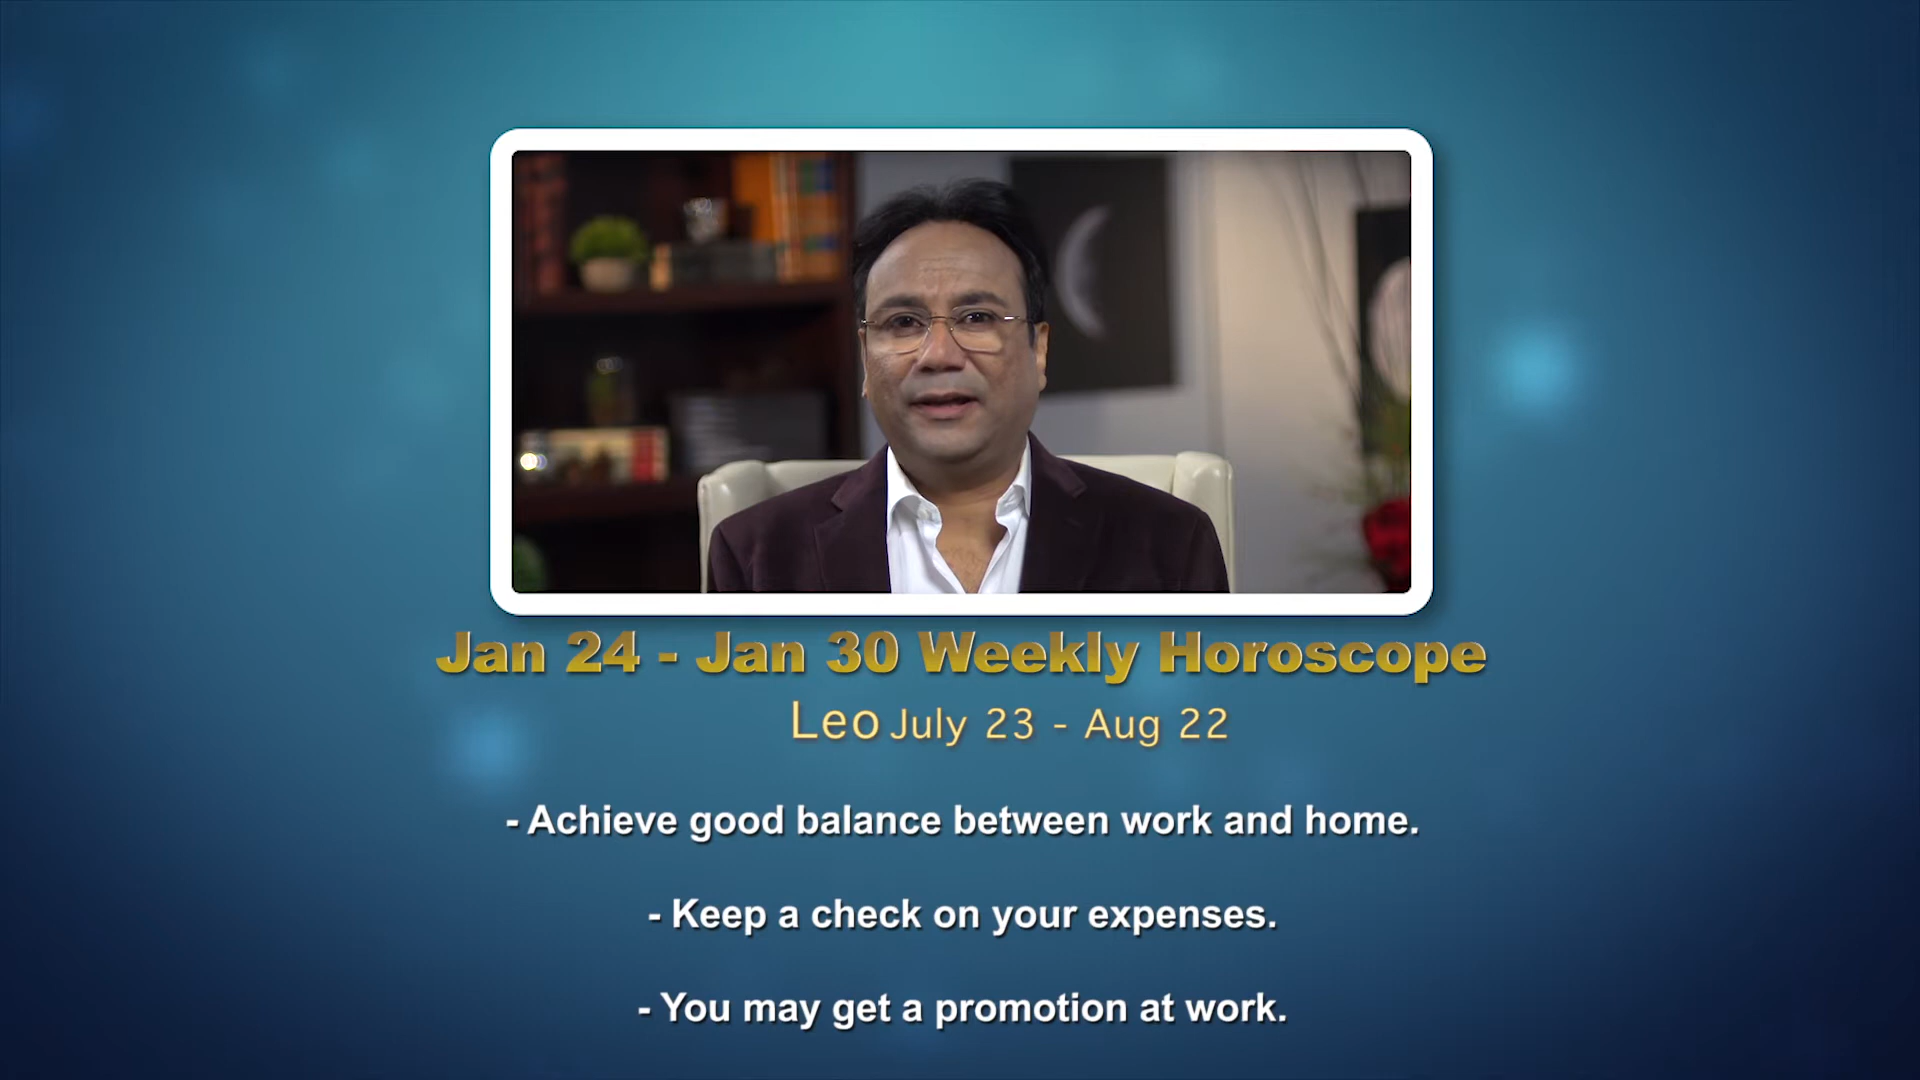 Jan 24 - Jan 30 Weekly Horoscope
Leo July 23 - Aug 22
- Achieve good balance between work and home.
- Keep a check on your expenses.
- You may get a promotion at work.